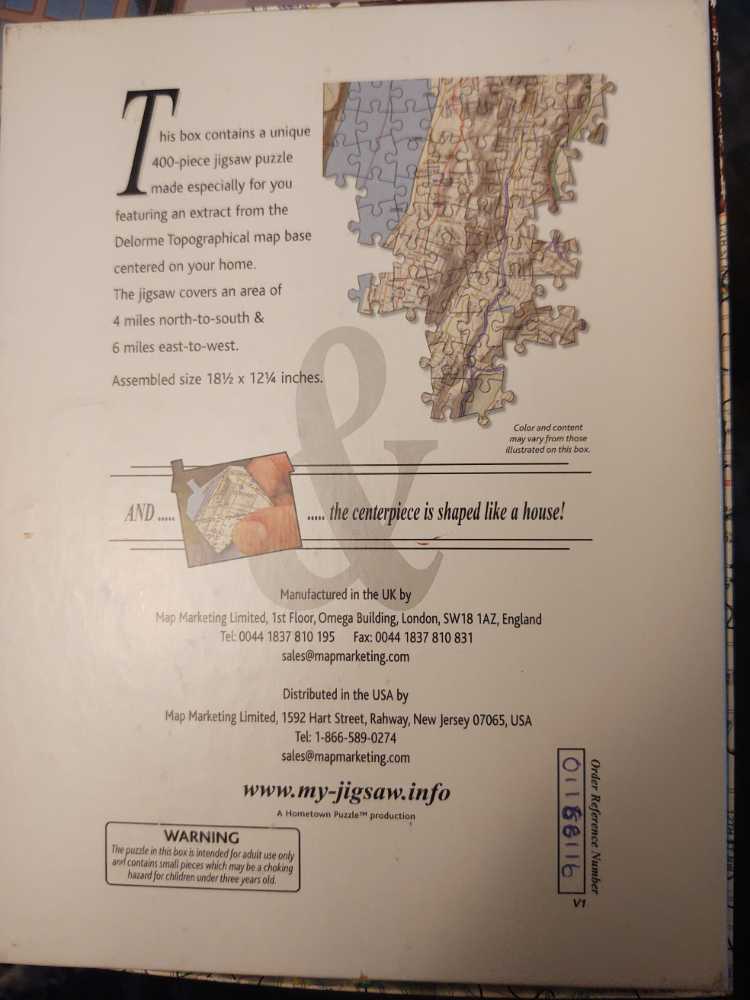 This box contains a unique
400-piece jigsaw puzzle
made especially for you
featuring an extract from the
Delorme Topographical map base
centered on your home.
The jigsaw covers an area of
4 miles north-to-south &
6 miles east-to-west.
Assembled size 18½ x 12¼ inches.
Color and content
may vary from those
illustrated on this box.
&
AND .....
..... the centerpiece is shaped like a house!
Manufactured in the UK by
Map Marketing Limited, 1st Floor, Omega Building, London, SW18 1AZ, England
Tel: 0044 1837 810 195 Fax: 0044 1837 810 831
sales@mapmarketing.com
Distributed in the USA by
Map Marketing Limited, 1592 Hart Street, Rahway, New Jersey 07065, USA
Tel: 1-866-589-0274
sales@mapmarketing.com
www.my-jigsaw.info
A Hometown Puzzle™ production
WARNING
The puzzle in this box is intended for adult use only
and contains small pieces which may be a choking
hazard for children under three years old.
Order Reference Number
V1